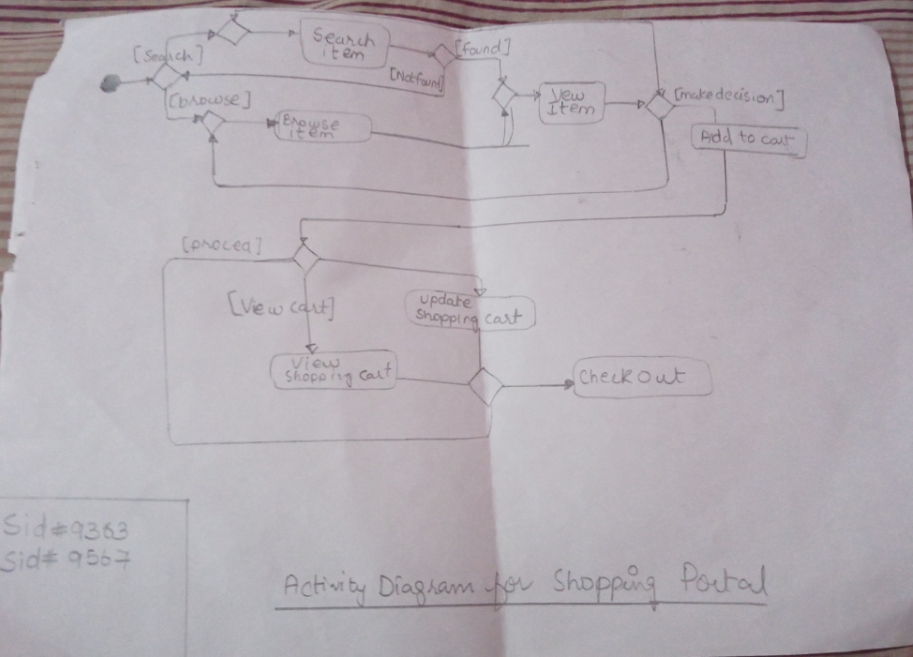 [Search]
Search
item
[found]
[Notfound]
[browse]
Browse
item
View
Item
[makedecision]
Add to cart
[procea]
[View cart]
update
Shopping cart
View
Shopping cart
Check Out
Sid#9363
Sid# 9567
Activity Diagram for Shopping Portal